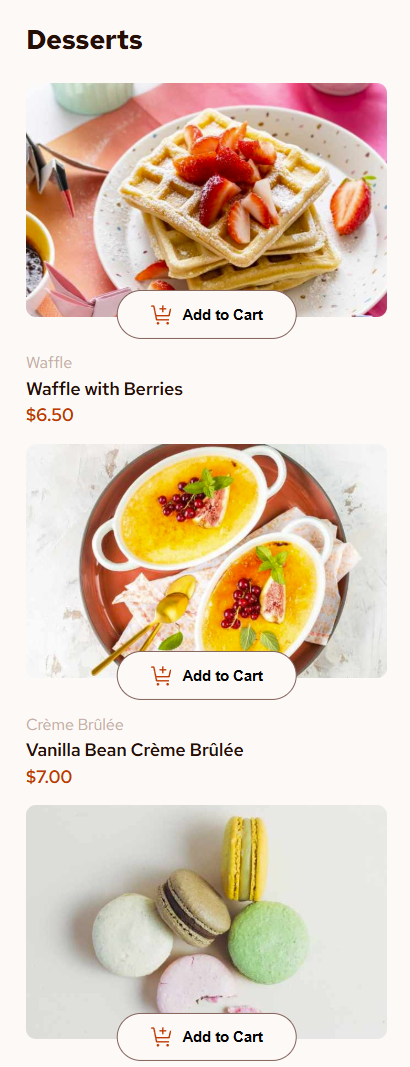 Desserts
Add to Cart
Waffle
Waffle with Berries
$6.50
Add to Cart
Crème Brûlée
Vanilla Bean Crème Brûlée
$7.00
Add to Cart